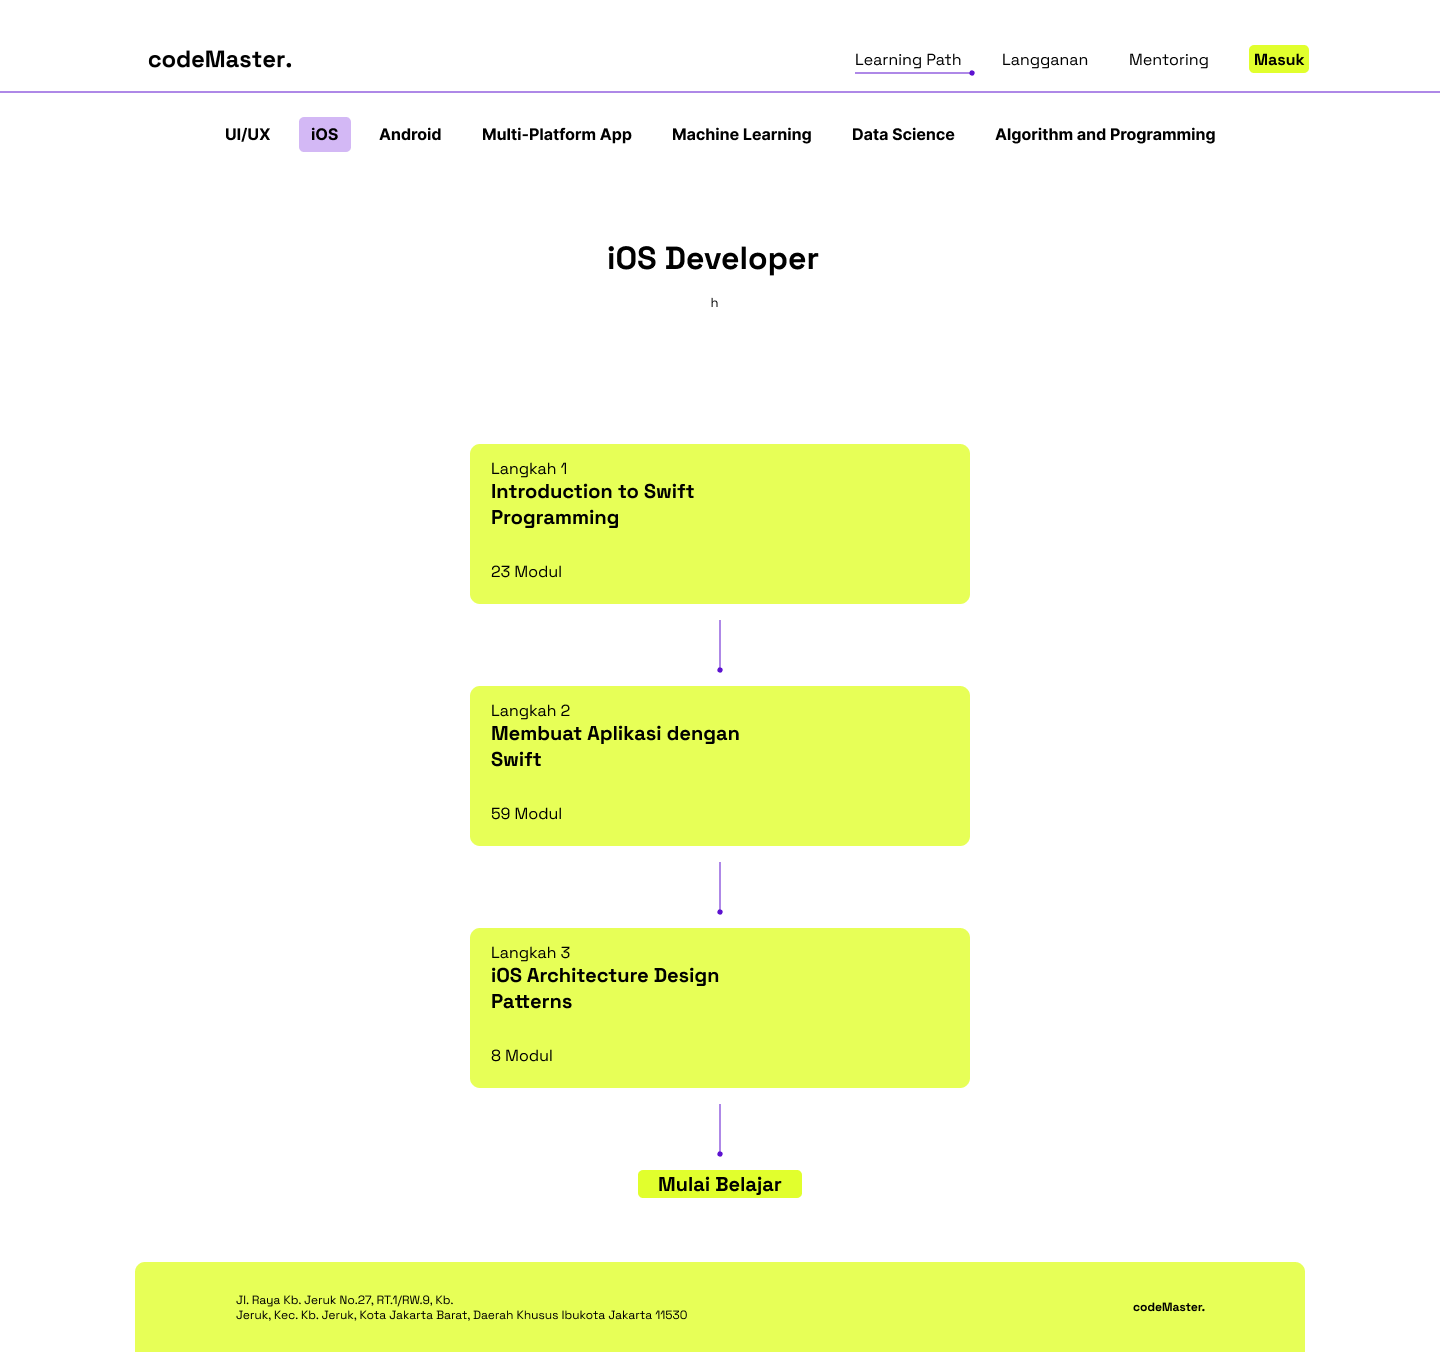 codeMaster.
Learning Path
Langganan
Mentoring
Masuk
UI/UX
iOS
Android
Multi-Platform App
Machine Learning
Data Science
Algorithm and Programming
iOS Developer
h
Langkah 1
Introduction to Swift
Programming
23 Modul
Langkah 2
Membuat Aplikasi dengan
Swift
59 Modul
Langkah 3
iOS Architecture Design
Patterns
8 Modul
Mulai Belajar
Jl. Raya Kb. Jeruk No.27, RT.1/RW.9, Kb.
Jeruk, Kec. Kb. Jeruk, Kota Jakarta Barat, Daerah Khusus Ibukota Jakarta 11530
codeMaster.